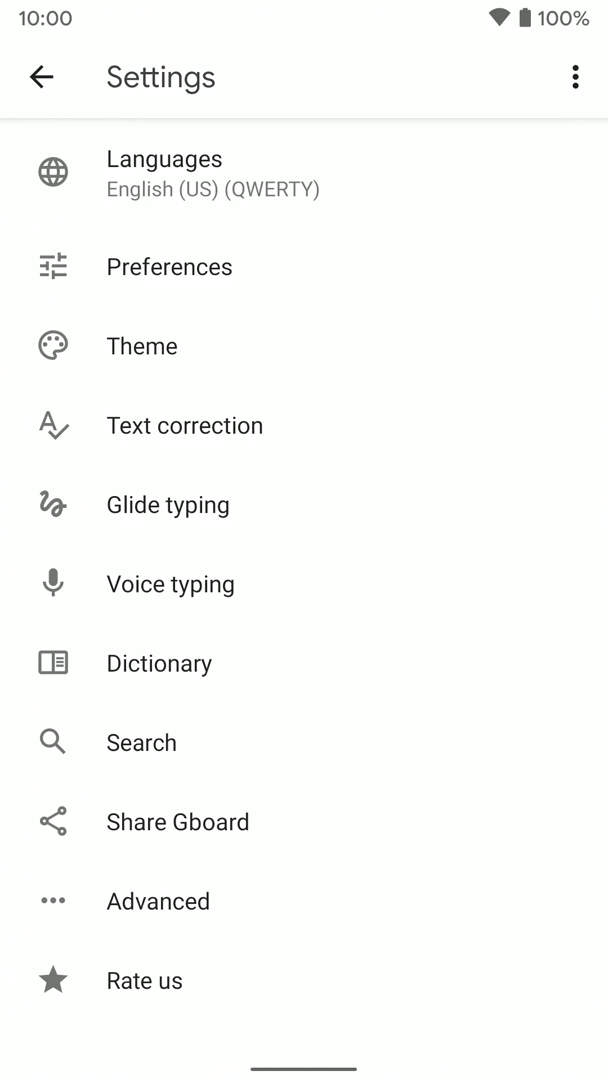 10:00
100%
Settings
Languages
English (US) (QWERTY)
Preferences
Theme
Text correction
Glide typing
Voice typing
Dictionary
Search
Share Gboard
Advanced
Rate us